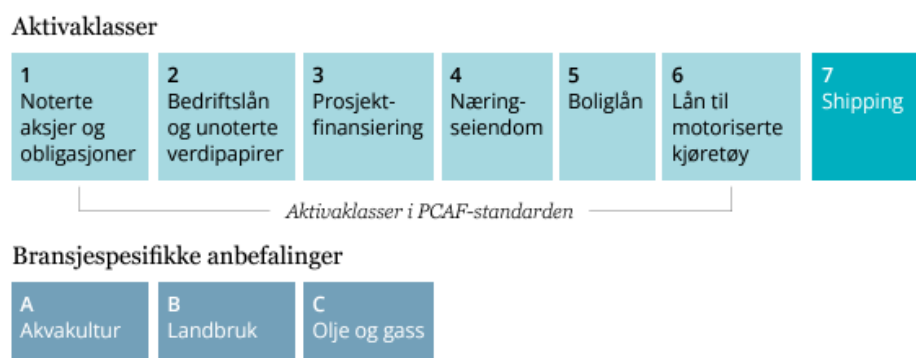 Aktivaklasser
1
Noterte
aksjer og
obligasjoner
2
Bedriftslån
og unoterte
verdipapirer
3
Prosjekt-
finansiering
4
Næring-
seiendom
5
Boliglån
6
Lån til
motoriserte
kjøretøy
7
Shipping
Aktivaklasser i PCAF-standarden
Bransjespesifikke anbefalinger
A
Akvakultur
B
Landbruk
C
Olje og gass